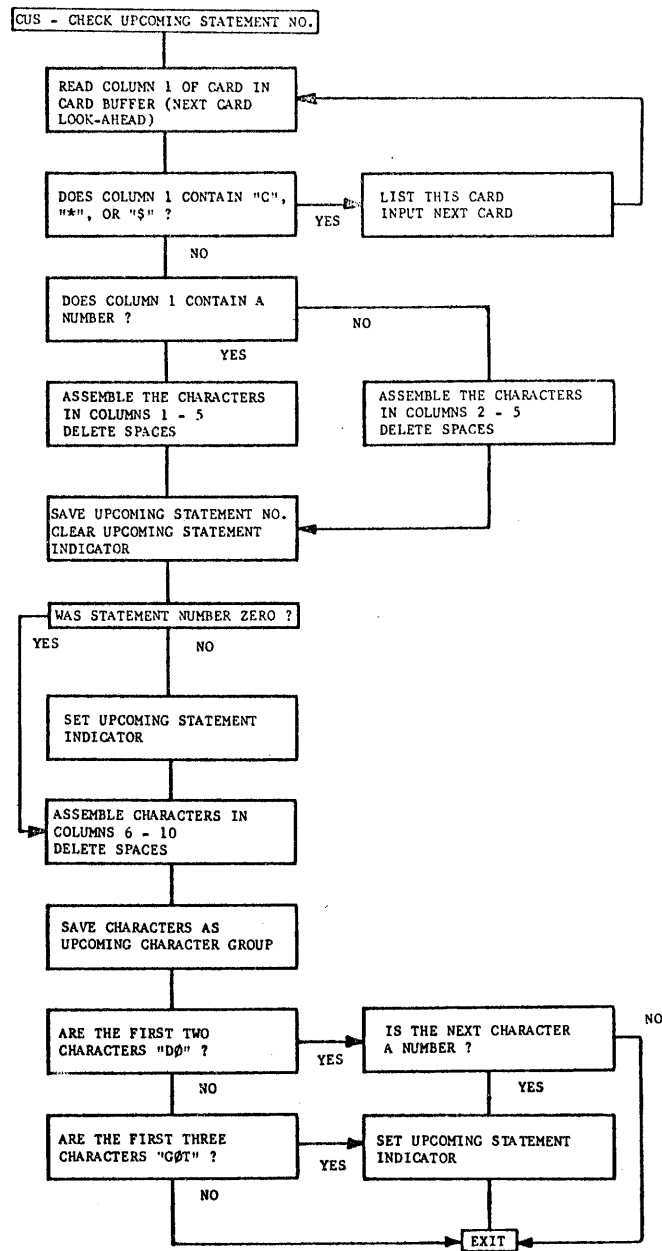 CUS - CHECK UPCOMING STATEMENT NO.
READ COLUMN 1 OF CARD IN
CARD BUFFER (NEXT CARD
LOOK-AHEAD)
DOES COLUMN 1 CONTAIN "C",
"*", OR "$" ?
YES
LIST THIS CARD
INPUT NEXT CARD
NO
DOES COLUMN 1 CONTAIN A
NUMBER ?
NO
YES
ASSEMBLE THE CHARACTERS
IN COLUMNS 1 - 5
DELETE SPACES
ASSEMBLE THE CHARACTERS
IN COLUMNS 2 - 5
DELETE SPACES
SAVE UPCOMING STATEMENT NO.
CLEAR UPCOMING STATEMENT
INDICATOR
WAS STATEMENT NUMBER ZERO ?
YES
NO
SET UPCOMING STATEMENT
INDICATOR
ASSEMBLE CHARACTERS IN
COLUMNS 6 - 10
DELETE SPACES
SAVE CHARACTERS AS
UPCOMING CHARACTER GROUP
ARE THE FIRST TWO
CHARACTERS "DØ" ?
YES
IS THE NEXT CHARACTER
A NUMBER ?
NO
NO
YES
ARE THE FIRST THREE
CHARACTERS "GØT" ?
YES
SET UPCOMING STATEMENT
INDICATOR
NO
EXIT